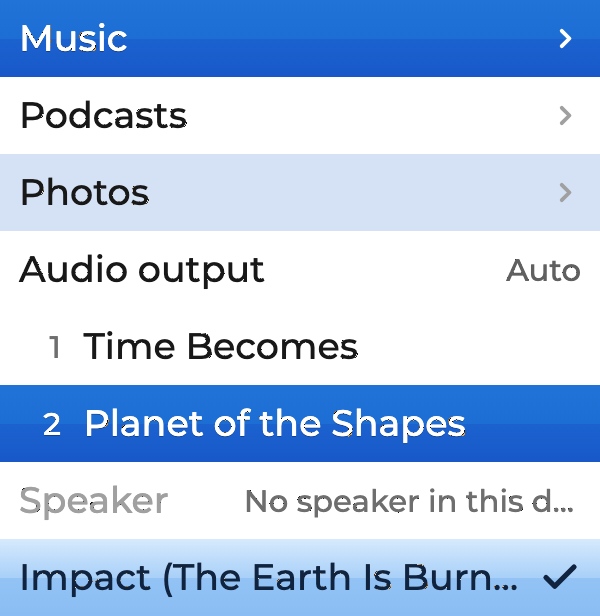 Music
Podcasts
Photos
Audio output Auto
1 Time Becomes
2 Planet of the Shapes
Speaker No speaker in this d...
Impact (The Earth Is Burn...